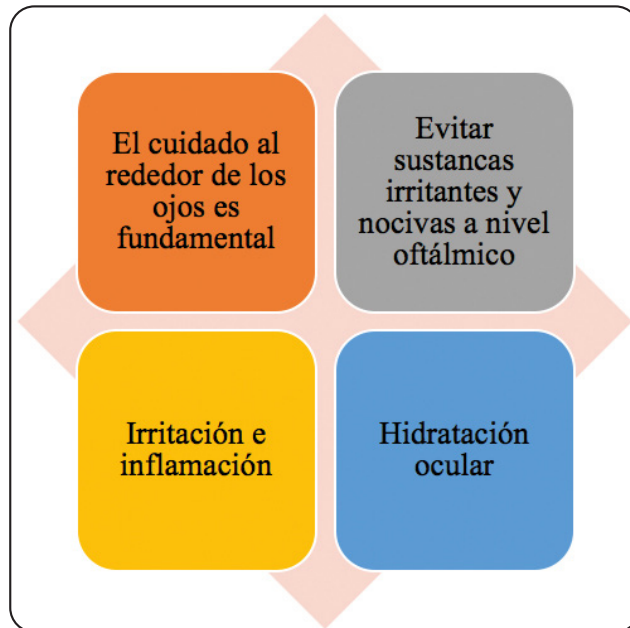 El cuidado al
rededor de los
ojos es
fundamental
Evitar
sustancas
irritantes y
nocivas a nivel
oftálmico
Irritación e
inflamación
Hidratación
ocular